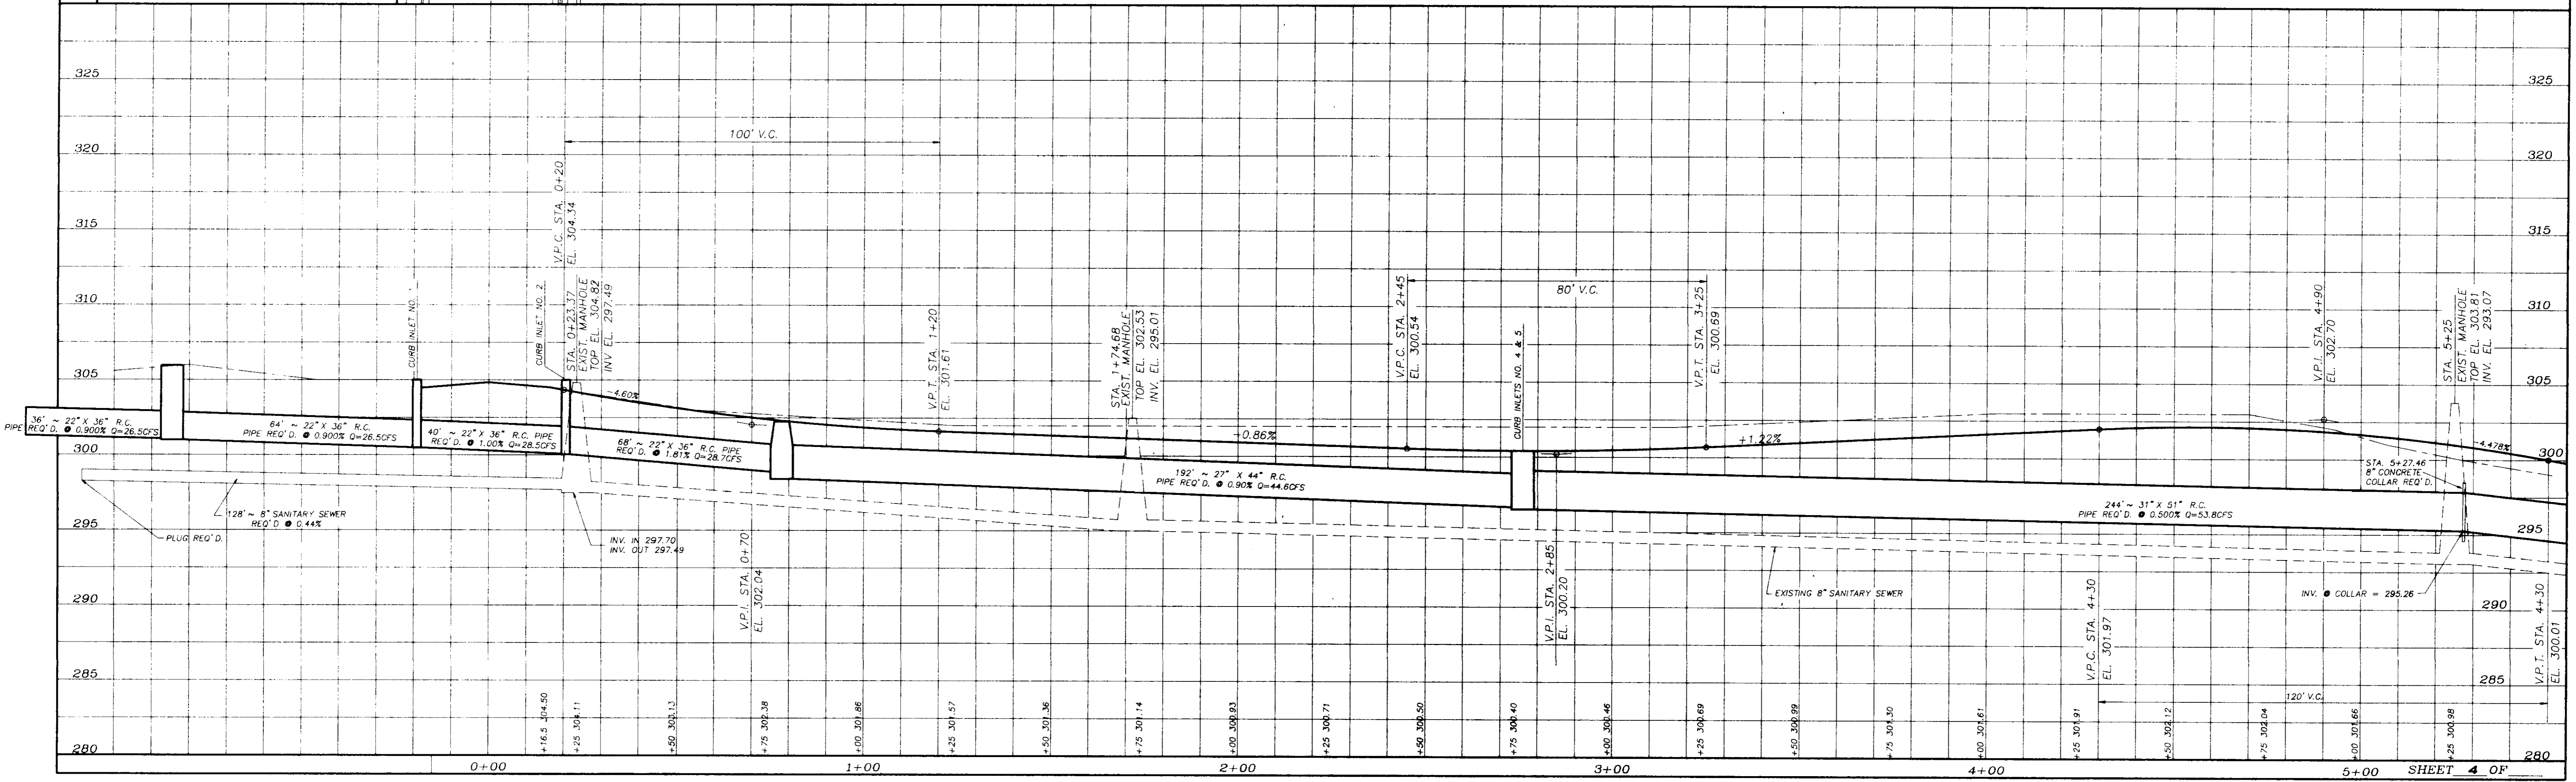 325
325
320
320
315
315
310
310
305
305
300
300
295
295
290
290
285
285
280
280
100' V.C.
V.P.C. STA. 0+20
EL. 304.34
CURB INLET NO. 1
CURB INLET NO. 2
STA. 0+23.37
EXIST. MANHOLE
TOP EL. 304.82
INV EL. 297.49
36' ~ 22" X 36" R.C.
PIPE REQ'D. @ 0.900% Q=26.5CFS
64' ~ 22" X 36" R.C.
PIPE REQ'D. @ 0.900% Q=26.5CFS
40' ~ 22" X 36" R.C. PIPE
REQ'D. @ 1.00% Q=28.5CFS
68' ~ 22" X 36" R.C. PIPE
REQ'D. @ 1.81% Q=28.7CFS
-4.60%
128' ~ 8" SANITARY SEWER
REQ'D @ 0.44%
PLUG REQ'D.
INV. IN 297.70
INV. OUT 297.49
V.P.I. STA. 0+70
EL. 302.04
V.P.T. STA. 1+20
EL. 301.61
STA. 1+74.68
EXIST. MANHOLE
TOP EL. 302.53
INV. EL. 295.01
-0.86%
192' ~ 27" X 44" R.C.
PIPE REQ'D. @ 0.90% Q=44.6CFS
V.P.C. STA. 2+45
EL. 300.54
80' V.C.
CURB INLETS NO. 4 & 5
V.P.I. STA. 2+85
EL. 300.20
V.P.T. STA. 3+25
EL. 300.69
+1.22%
EXISTING 8" SANITARY SEWER
244' ~ 31" X 51" R.C.
PIPE REQ'D. @ 0.500% Q=53.8CFS
V.P.C. STA. 4+30
EL. 301.97
V.P.I. STA. 4+90
EL. 302.70
STA. 5+25
EXIST. MANHOLE
TOP EL. 303.81
INV. EL. 293.07
-4.478%
STA. 5+27.46
8" CONCRETE
COLLAR REQ'D.
INV. @ COLLAR = 295.26
V.P.T. STA. 4+30
EL. 300.01
120' V.C.
+16.5 304.50
+25 304.11
+50 303.13
+75 302.38
+00 301.86
+25 301.57
+50 301.36
+75 301.14
+00 300.93
+25 300.71
+50 300.50
+75 300.40
+00 300.46
+25 300.69
+50 300.99
+75 301.30
+00 301.61
+25 301.91
+50 302.12
+75 302.04
+00 301.66
+25 300.98
0+00
1+00
2+00
3+00
4+00
5+00
SHEET 4 OF